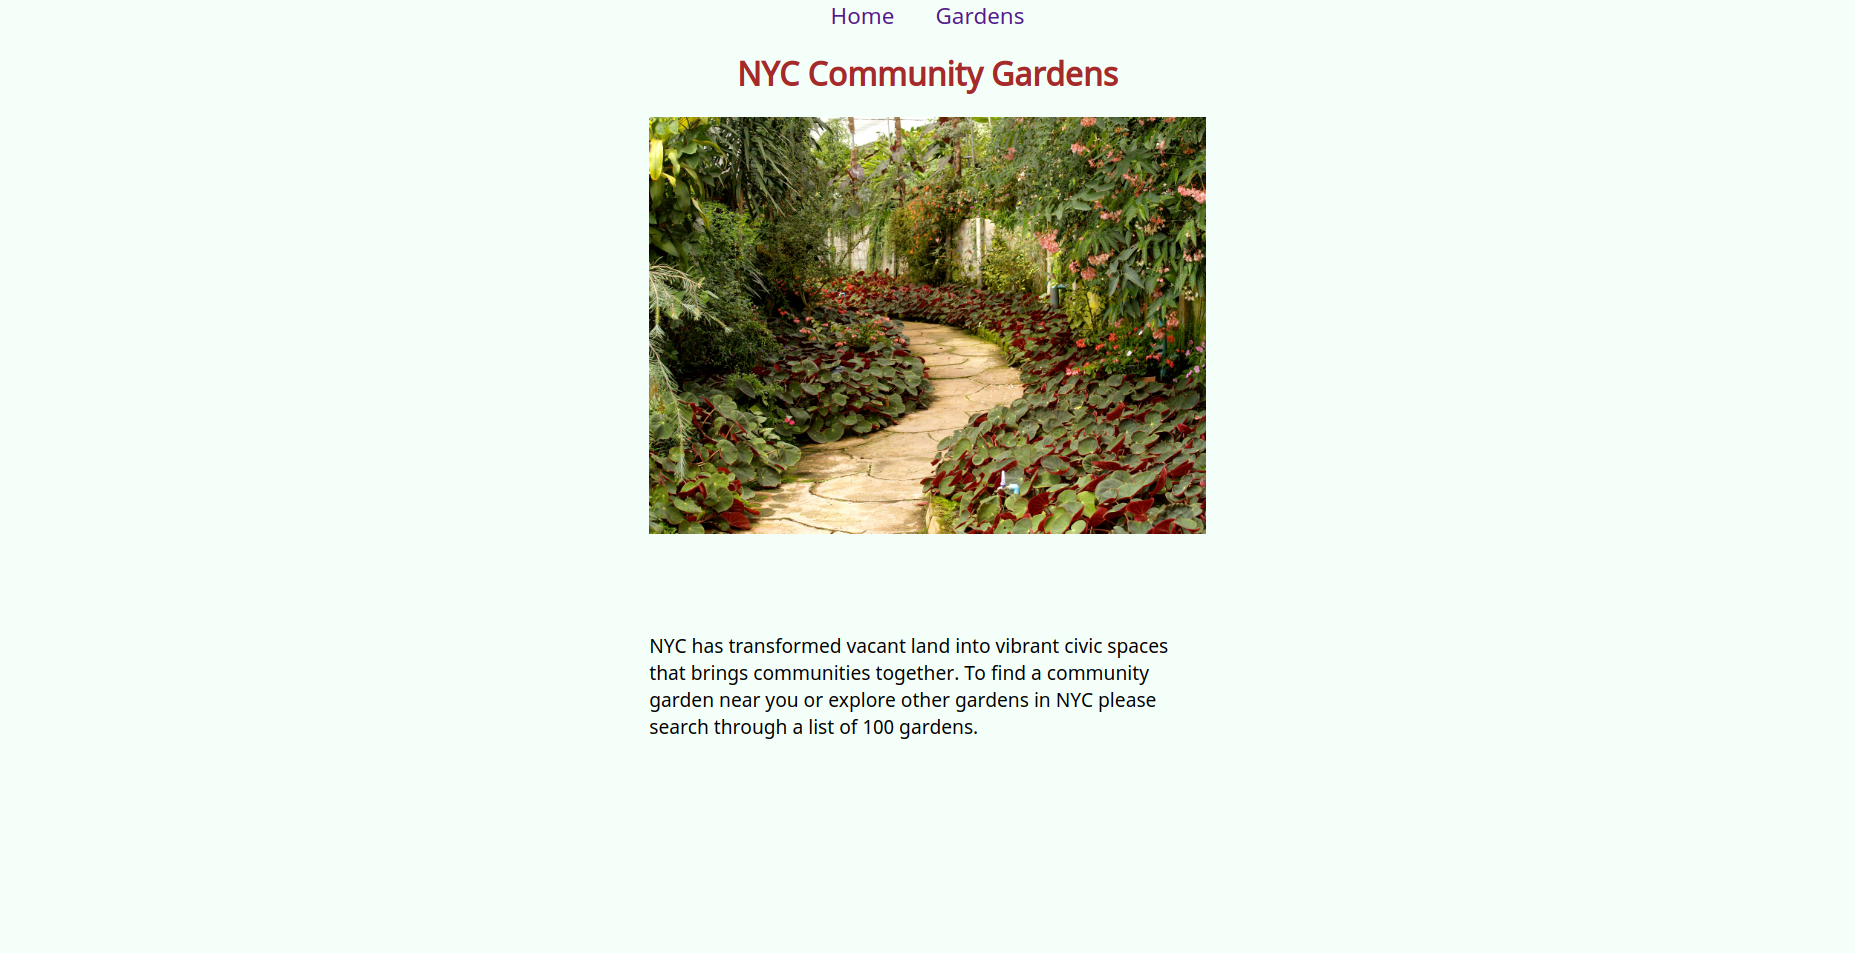 Home Gardens
NYC Community Gardens
NYC has transformed vacant land into vibrant civic spaces
that brings communities together. To find a community
garden near you or explore other gardens in NYC please
search through a list of 100 gardens.